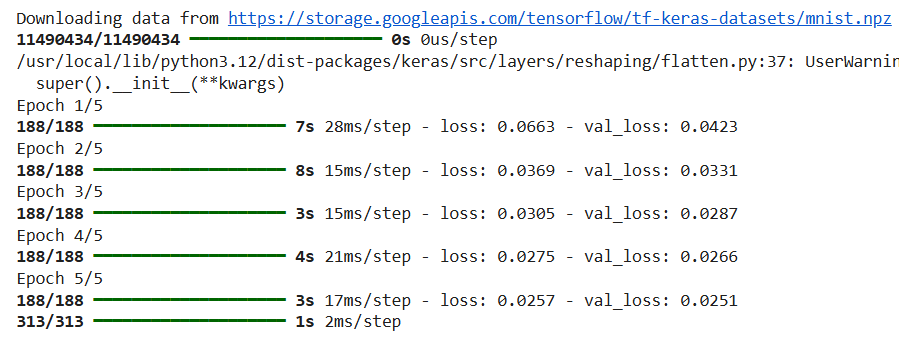 Downloading data from https://storage.googleapis.com/tensorflow/tf-keras-datasets/mnist.npz
11490434/11490434 ━━━━━━━━━━━━━━━━━━━━ 0s 0us/step
/usr/local/lib/python3.12/dist-packages/keras/src/layers/reshaping/flatten.py:37: UserWarnin
  super().__init__(**kwargs)
Epoch 1/5
188/188 ━━━━━━━━━━━━━━━━━━━━ 7s 28ms/step - loss: 0.0663 - val_loss: 0.0423
Epoch 2/5
188/188 ━━━━━━━━━━━━━━━━━━━━ 8s 15ms/step - loss: 0.0369 - val_loss: 0.0331
Epoch 3/5
188/188 ━━━━━━━━━━━━━━━━━━━━ 3s 15ms/step - loss: 0.0305 - val_loss: 0.0287
Epoch 4/5
188/188 ━━━━━━━━━━━━━━━━━━━━ 4s 21ms/step - loss: 0.0275 - val_loss: 0.0266
Epoch 5/5
188/188 ━━━━━━━━━━━━━━━━━━━━ 3s 17ms/step - loss: 0.0257 - val_loss: 0.0251
313/313 ━━━━━━━━━━━━━━━━━━━━ 1s 2ms/step